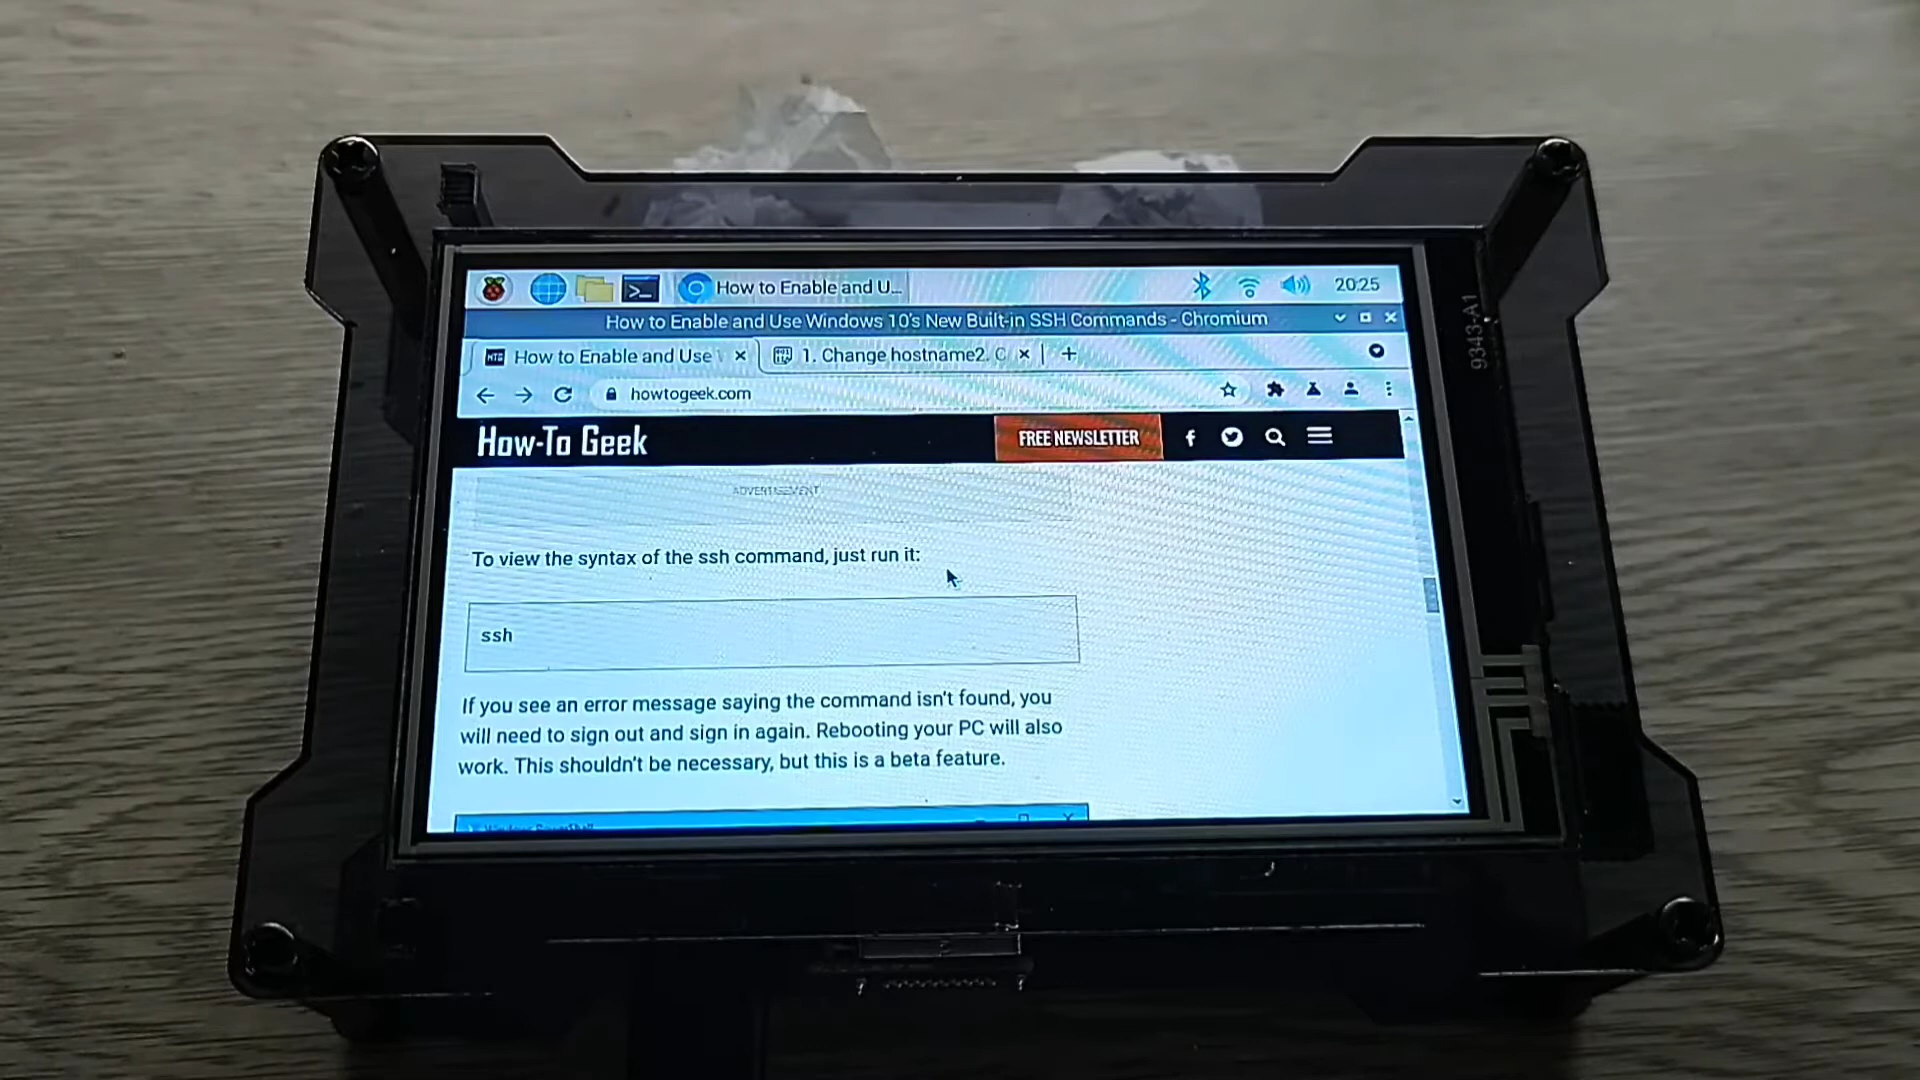 How to Enable and U...
20:25
How to Enable and Use Windows 10's New Built-in SSH Commands - Chromium
How to Enable and Use
1. Change hostname2. C
howtogeek.com
How-To Geek
FREE NEWSLETTER
ADVERTISEMENT
To view the syntax of the ssh command, just run it:
ssh
If you see an error message saying the command isn't found, you
will need to sign out and sign in again. Rebooting your PC will also
work. This shouldn't be necessary, but this is a beta feature.
Windows PowerShell
9343-A1